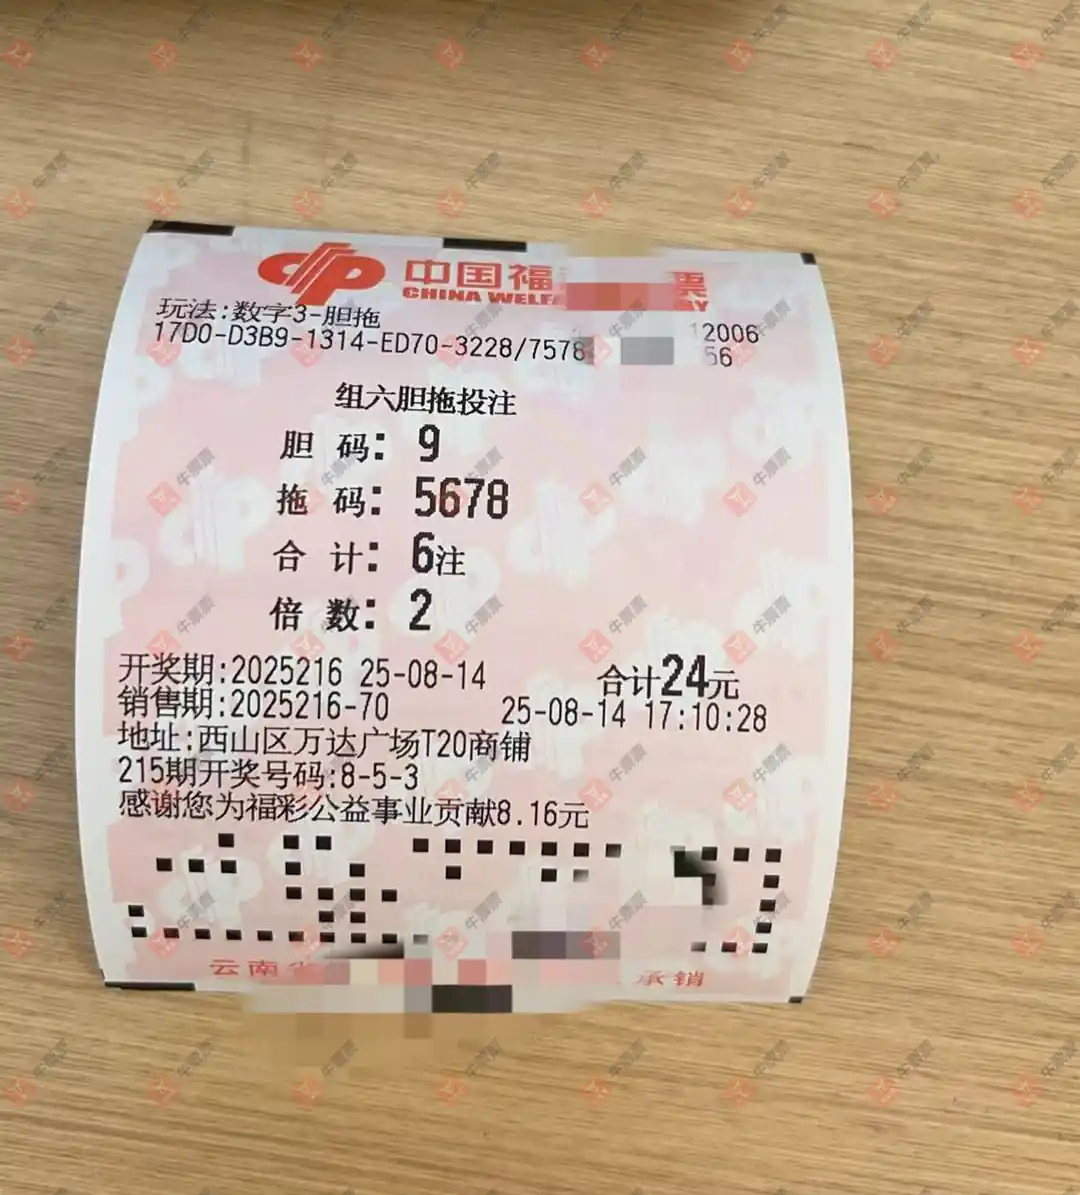 中国福 票
CHINA WELF Y
玩法:数字3-胆拖
17D0-D3B9-1314-ED70-3228/7578 12006
56
组六胆拖投注
胆 码: 9
拖 码: 5678
合 计: 6注
倍 数: 2
开奖期:2025216 25-08-14 合计24元
销售期:2025216-70 25-08-14 17:10:28
地址:西山区万达广场T20商铺
215期开奖号码:8-5-3
感谢您为福彩公益事业贡献8.16元
云南省 承销
牛票票